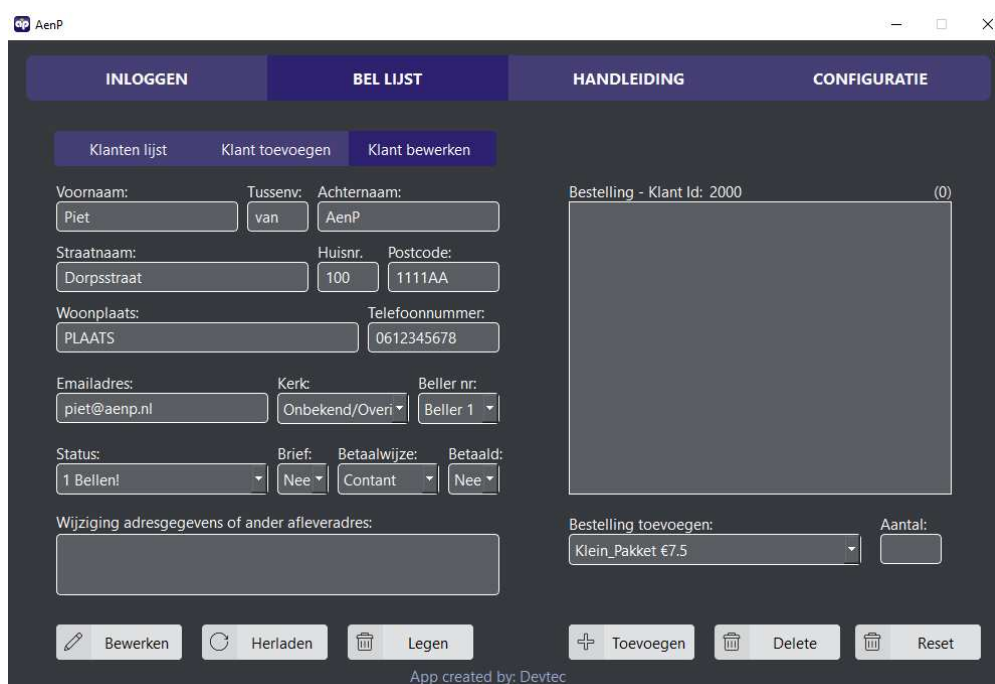 AenP
INLOGGEN BEL LIJST HANDLEIDING CONFIGURATIE
Klanten lijst Klant toevoegen Klant bewerken
Voornaam: Tussenv: Achternaam:
Piet van AenP
Straatnaam: Huisnr. Postcode:
Dorpsstraat 100 1111AA
Woonplaats: Telefoonnummer:
PLAATS 0612345678
Emailadres: Kerk: Beller nr:
piet@aenp.nl Onbekend/Overi Beller 1
Status: Brief: Betaalwijze: Betaald:
1 Bellen! Nee Contant Nee
Wijziging adresgegevens of ander afleveradres:
Bewerken Herladen Legen
Bestelling - Klant Id: 2000 (0)
Bestelling toevoegen: Aantal:
Klein_Pakket €7.5
Toevoegen Delete Reset
App created by: Devtec